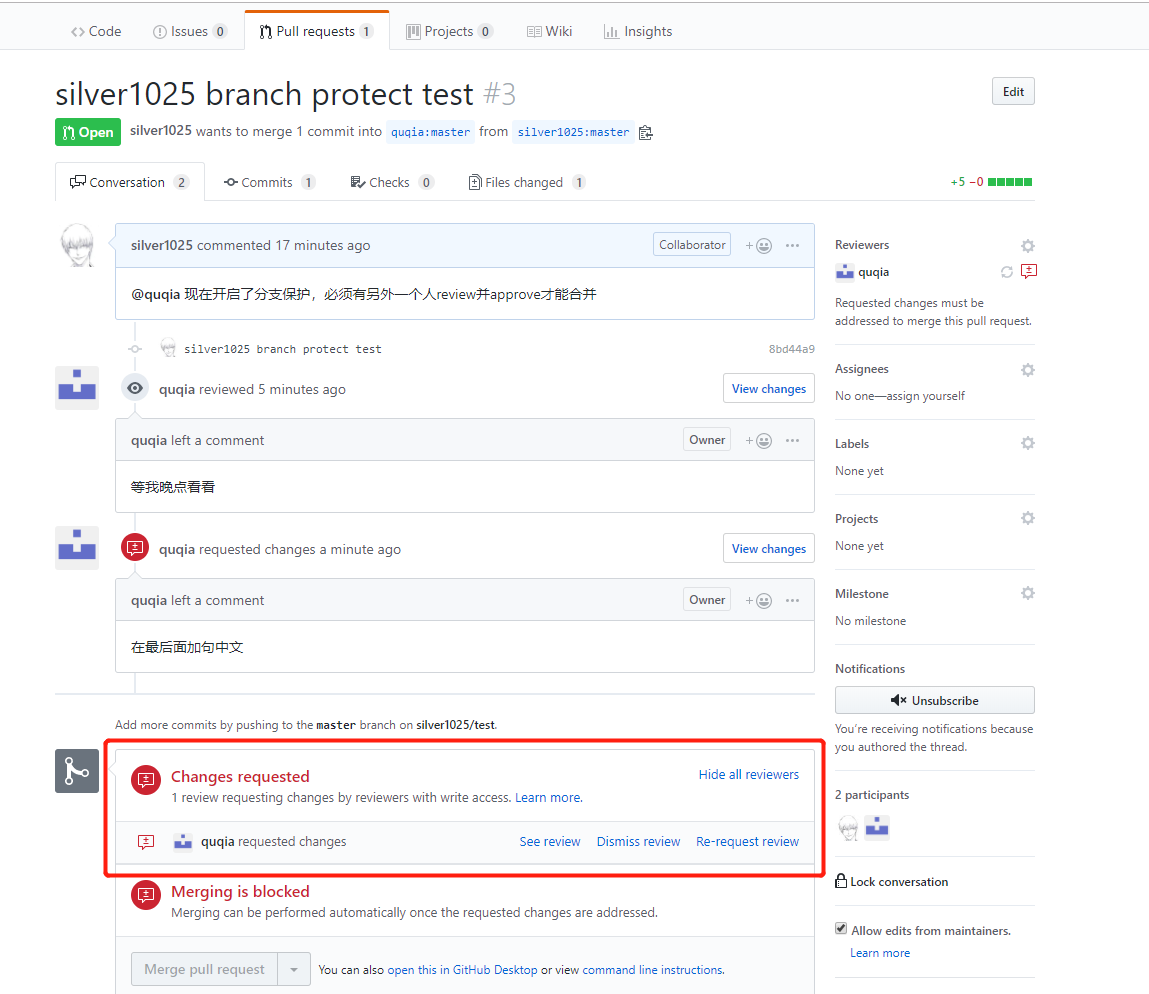 Code Issues 0 Pull requests 1 Projects 0 Wiki Insights
silver1025 branch protect test #3 Edit
Open silver1025 wants to merge 1 commit into quqia:master from silver1025:master
Conversation 2 Commits 1 Checks 0 Files changed 1 +5 −0
silver1025 commented 17 minutes ago Collaborator
@quqia 现在开启了分支保护，必须有另外一个人review并approve才能合并
silver1025 branch protect test 8bd44a9
quqia reviewed 5 minutes ago View changes
quqia left a comment Owner
等我晚点看看
quqia requested changes a minute ago View changes
quqia left a comment Owner
在最后面加句中文
Add more commits by pushing to the master branch on silver1025/test.
Changes requested Hide all reviewers
1 review requesting changes by reviewers with write access. Learn more.
quqia requested changes See review Dismiss review Re-request review
Merging is blocked
Merging can be performed automatically once the requested changes are addressed.
Merge pull request You can also open this in GitHub Desktop or view command line instructions.
Reviewers
quqia
Requested changes must be
addressed to merge this pull request.
Assignees
No one—assign yourself
Labels
None yet
Projects
None yet
Milestone
No milestone
Notifications
Unsubscribe
You're receiving notifications because
you authored the thread.
2 participants
Lock conversation
Allow edits from maintainers.
Learn more